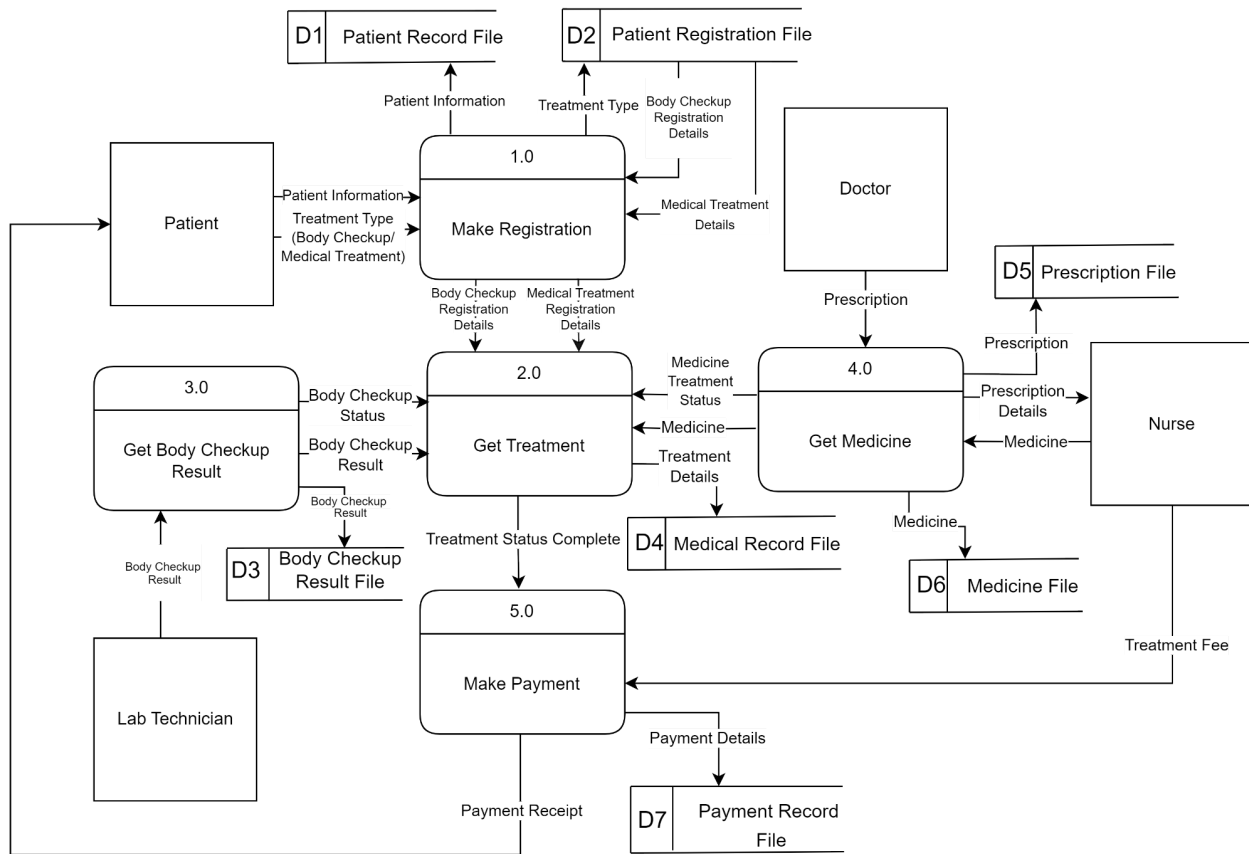 D1
Patient Record File
D2
Patient Registration File
Patient Information
Treatment Type
Body Checkup
Registration
Details
1.0
Make Registration
Patient
Patient Information
Treatment Type
(Body Checkup/
Medical Treatment)
Medical Treatment
Details
Doctor
D5
Prescription File
Body Checkup
Registration
Details
Medical Treatment
Registration
Details
Prescription
Prescription
3.0
Get Body Checkup
Result
Body Checkup
Status
Body Checkup
Result
2.0
Get Treatment
Medicine
Treatment
Status
Medicine
4.0
Get Medicine
Prescription
Details
Medicine
Nurse
Body Checkup
Result
Treatment
Details
Medicine
Body Checkup
Result
D3
Body Checkup
Result File
Treatment Status Complete
D4
Medical Record File
D6
Medicine File
5.0
Make Payment
Treatment Fee
Lab Technician
Payment Details
Payment Receipt
D7
Payment Record
File